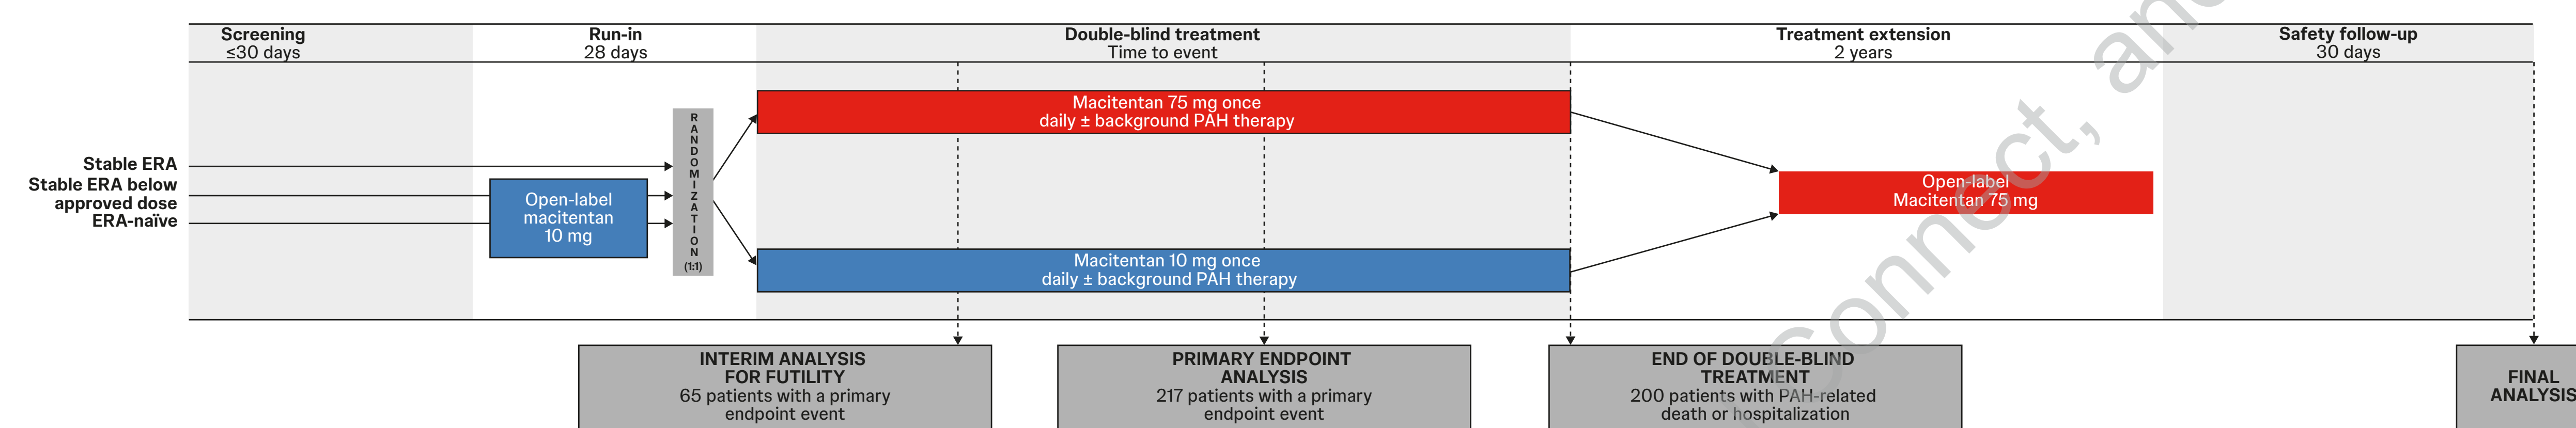 Screening
≤30 days
Run-in
28 days
Double-blind treatment
Time to event
Treatment extension
2 years
Safety follow-up
30 days
Stable ERA
Stable ERA below
approved dose
ERA-naïve
Open-label
macitentan
10 mg
RANDOMIZATION
(1:1)
Macitentan 75 mg once
daily ± background PAH therapy
Macitentan 10 mg once
daily ± background PAH therapy
Open-label
Macitentan 75 mg
INTERIM ANALYSIS
FOR FUTILITY
65 patients with a primary
endpoint event
PRIMARY ENDPOINT
ANALYSIS
217 patients with a primary
endpoint event
END OF DOUBLE-BLIND
TREATMENT
200 patients with PAH-related
death or hospitalization
FINAL
ANALYSIS
Connect, and